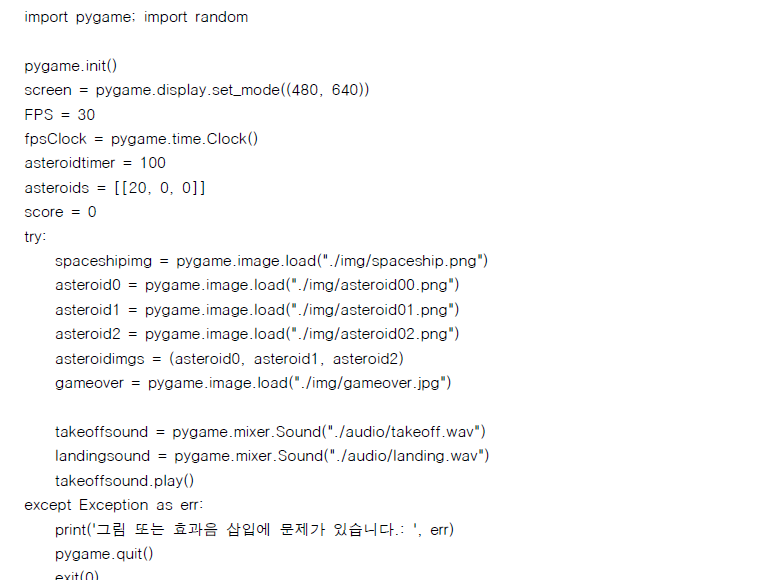 import pygame; import random
pygame.init()
screen = pygame.display.set_mode((480, 640))
FPS = 30
fpsClock = pygame.time.Clock()
asteroidtimer = 100
asteroids = [[20, 0, 0]]
score = 0
try:
    spaceshipimg = pygame.image.load("./img/spaceship.png")
    asteroid0 = pygame.image.load("./img/asteroid00.png")
    asteroid1 = pygame.image.load("./img/asteroid01.png")
    asteroid2 = pygame.image.load("./img/asteroid02.png")
    asteroidimgs = (asteroid0, asteroid1, asteroid2)
    gameover = pygame.image.load("./img/gameover.jpg")
    takeoffsound = pygame.mixer.Sound("./audio/takeoff.wav")
    landingsound = pygame.mixer.Sound("./audio/landing.wav")
    takeoffsound.play()
except Exception as err:
    print('그림 또는 효과음 삽입에 문제가 있습니다.: ', err)
    pygame.quit()
    exit(0)